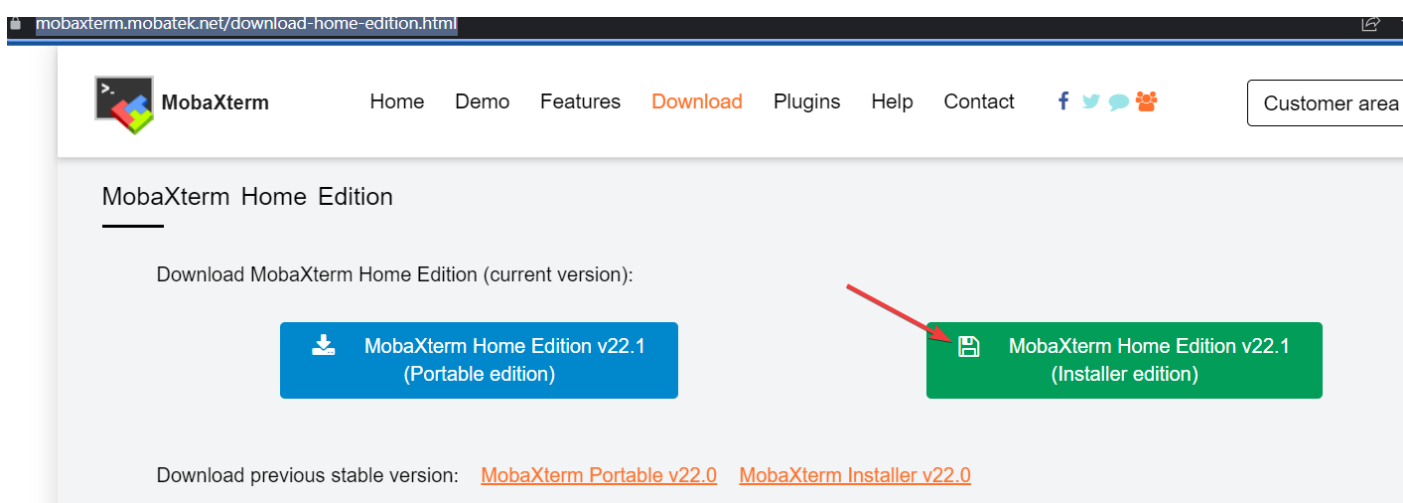 mobaxterm.mobatek.net/download-home-edition.html
MobaXterm Home Demo Features Download Plugins Help Contact Customer area
MobaXterm Home Edition
Download MobaXterm Home Edition (current version):
MobaXterm Home Edition v22.1
(Portable edition)
MobaXterm Home Edition v22.1
(Installer edition)
Download previous stable version: MobaXterm Portable v22.0 MobaXterm Installer v22.0